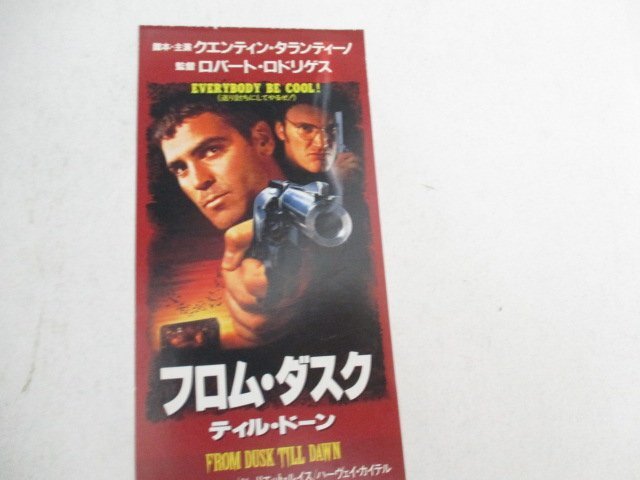 脚本・主演 クエンティン・タランティーノ
監督 ロバート・ロドリゲス
EVERYBODY BE COOL!
フロム・ダスク
ティル・ドーン
FROM DUSK TILL DAWN
ハーヴェイ・カイテル